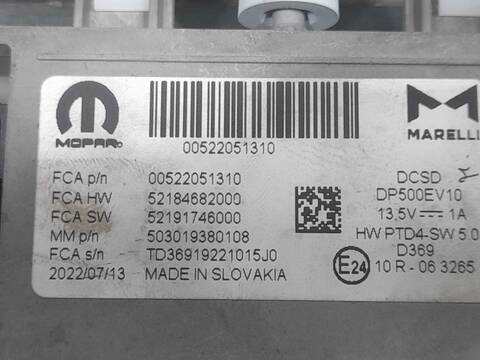 MOPAR
00522051310
MARELLI
FCA p/n 00522051310
FCA HW 52184682000
FCA SW 52191746000
MM p/n 503019380108
FCA s/n TD36919221015J0
2022/07/13 MADE IN SLOVAKIA
DCSD
DP500EV10
13,5V⎓1A
HW PTD4-SW 5.0
D369
E24 10 R - 06 3265